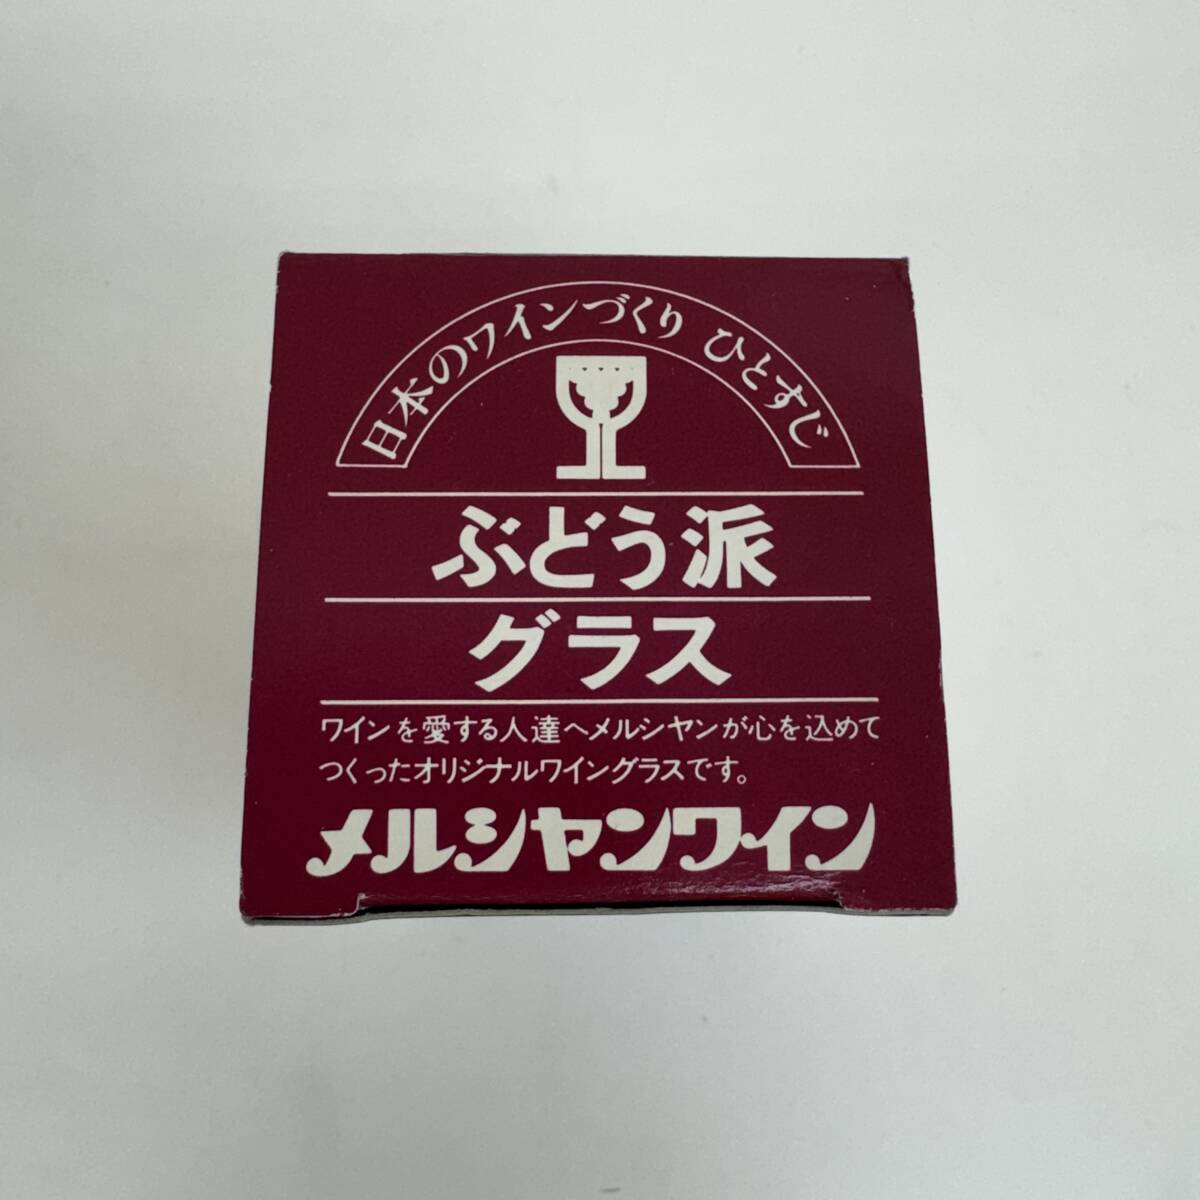 日本のワインづくり ひとすじ
ぶどう派
グラス
ワインを愛する人達へメルシャンが心を込めて
つくったオリジナルワイングラスです。
メルシャンワイン